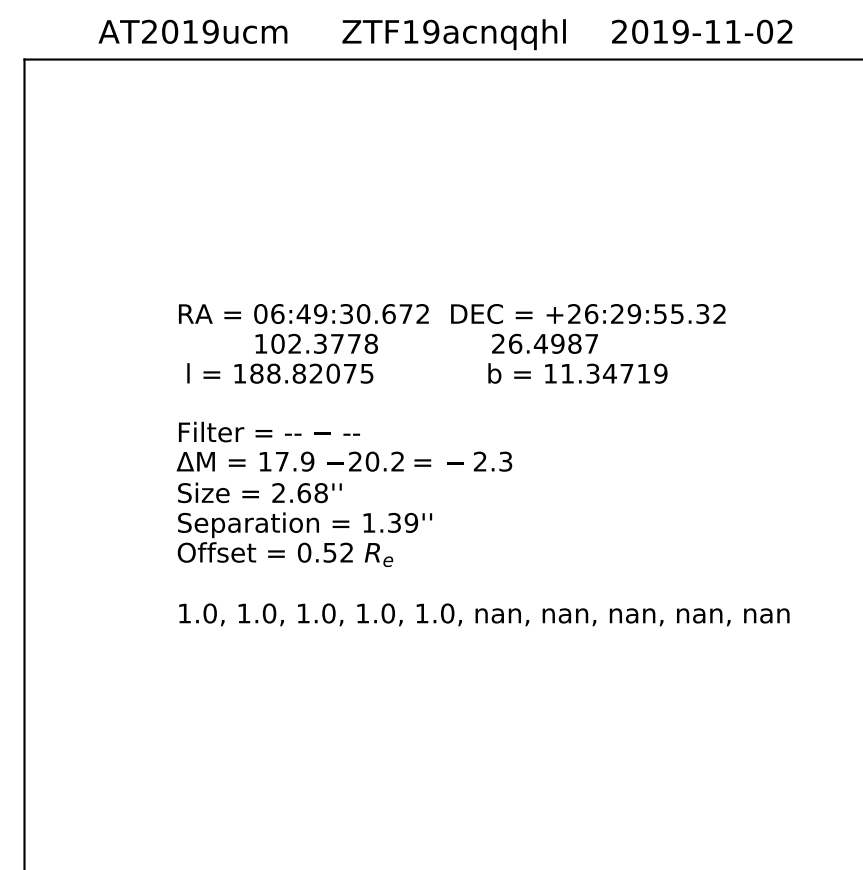 AT2019ucm ZTF19acnqqhl 2019-11-02
RA = 06:49:30.672 DEC = +26:29:55.32
102.3778 26.4987
l = 188.82075 b = 11.34719
Filter = -- − --
ΔM = 17.9 −20.2 = − 2.3
Size = 2.68''
Separation = 1.39''
Offset = 0.52 Re
1.0, 1.0, 1.0, 1.0, 1.0, nan, nan, nan, nan, nan